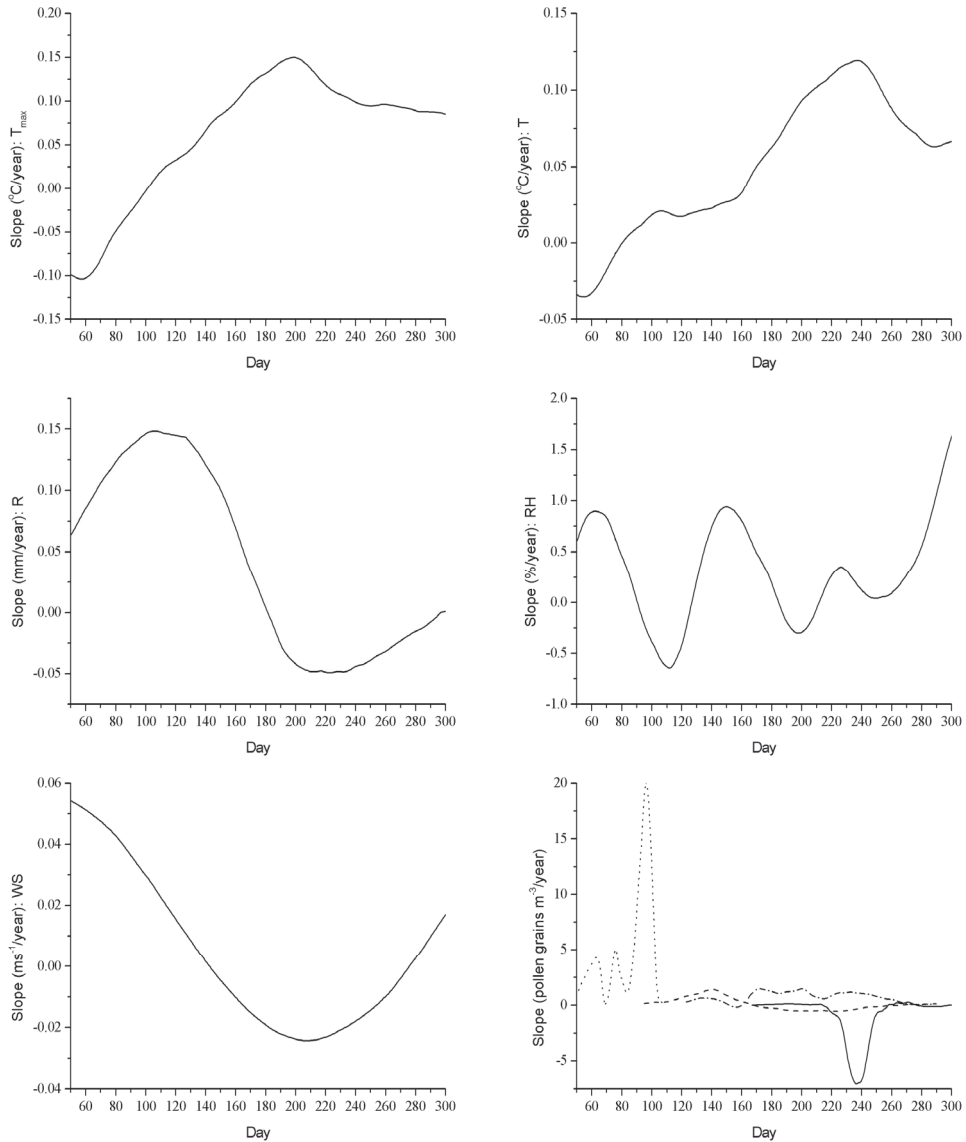 0.20
0.15
0.10
0.05
0.00
-0.05
-0.10
-0.15
Slope (°C/year): Tmax
60 80 100 120 140 160 180 200 220 240 260 280 300
Day
0.15
0.10
0.05
0.00
-0.05
Slope (°C/year): T
60 80 100 120 140 160 180 200 220 240 260 280 300
Day
0.15
0.10
0.05
0.00
-0.05
Slope (mm/year): R
60 80 100 120 140 160 180 200 220 240 260 280 300
Day
2.0
1.5
1.0
0.5
0.0
-0.5
-1.0
Slope (%/year): RH
60 80 100 120 140 160 180 200 220 240 260 280 300
Day
0.06
0.04
0.02
0.00
-0.02
-0.04
Slope (ms-1/year): WS
60 80 100 120 140 160 180 200 220 240 260 280 300
Day
20
15
10
5
0
-5
Slope (pollen grains m-3/year)
60 80 100 120 140 160 180 200 220 240 260 280 300
Day